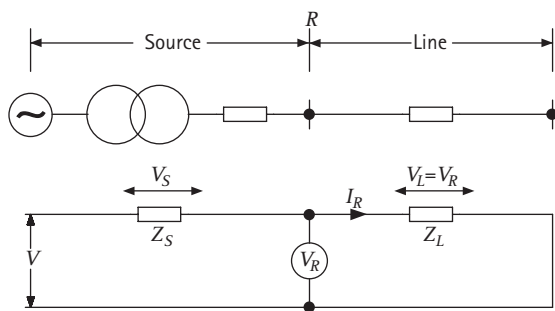 R
Source Line
~
V_S V_L=V_R
I_R
Z_S Z_L
V V_R